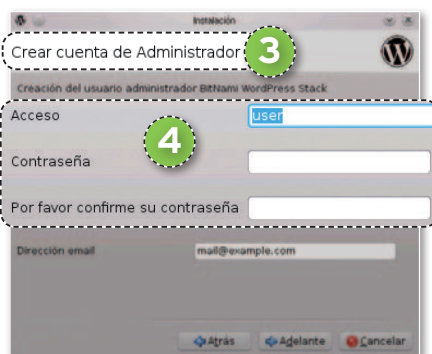 Instalación
Crear cuenta de Administrador
3
Creación del usuario administrador BitNami WordPress Stack
Acceso
user
4
Contraseña
Por favor confirme su contraseña
Dirección email
mail@example.com
Atrás
Adelante
Cancelar